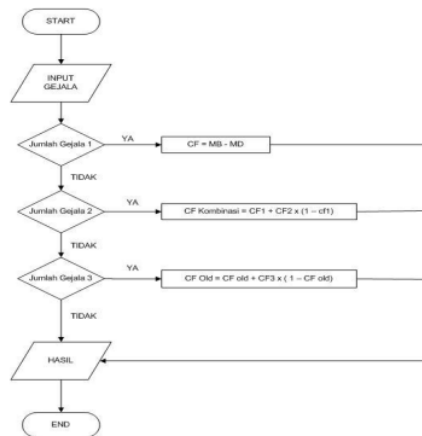 START
INPUT
GEJALA
Jumlah Gejala 1
YA
CF = MB - MD
TIDAK
Jumlah Gejala 2
YA
CF Kombinasi = CF1 + CF2 x (1 – cf1)
TIDAK
Jumlah Gejala 3
YA
CF Old = CF old + CF3 x ( 1 – CF old)
TIDAK
HASIL
END